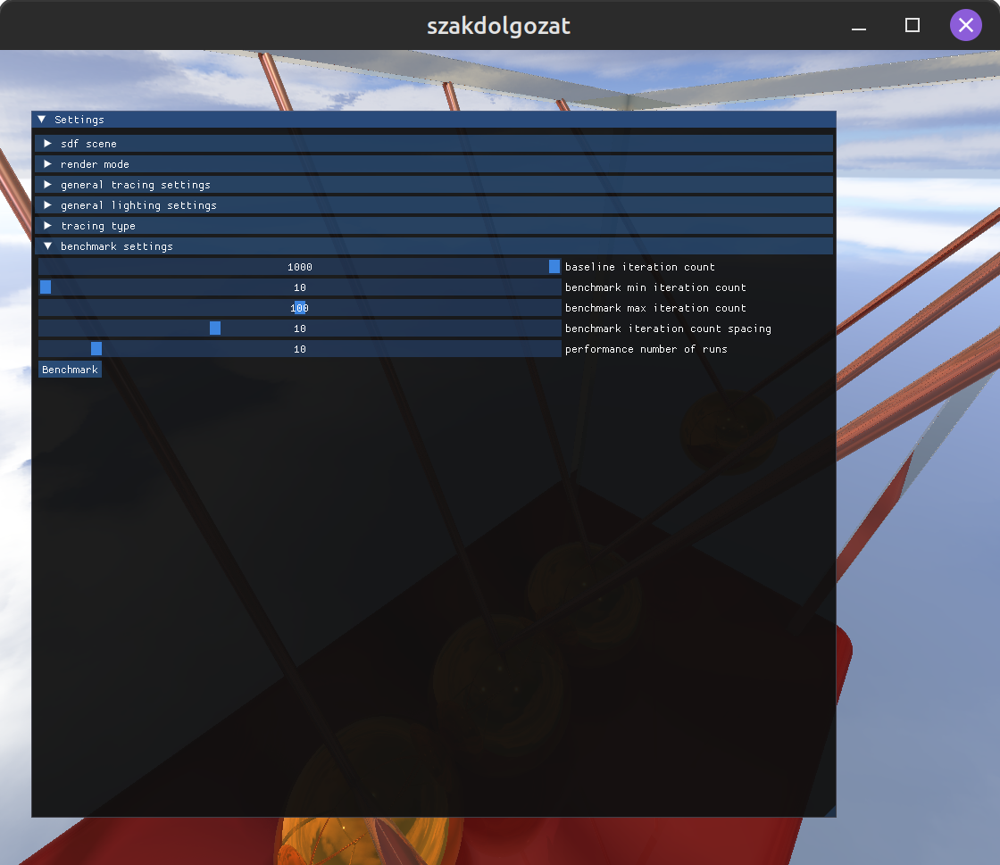 szakdolgozat
Settings
sdf scene
render mode
general tracing settings
general lighting settings
tracing type
benchmark settings
1000 baseline iteration count
10 benchmark min iteration count
100 benchmark max iteration count
10 benchmark iteration count spacing
10 performance number of runs
Benchmark